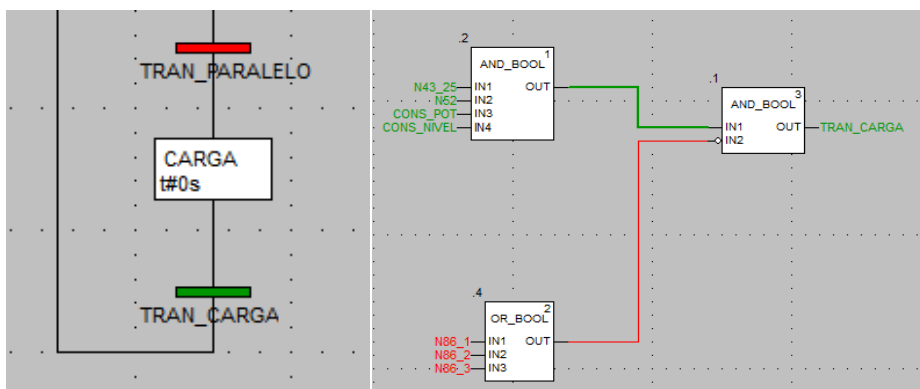 TRAN_PARALELO
CARGA
t#0s
TRAN_CARGA
.2
1
AND_BOOL
N43_25 IN1 OUT
N52 IN2
CONS_POT IN3
CONS_NIVEL IN4
.1
3
AND_BOOL
IN1 OUT TRAN_CARGA
IN2
.4
2
OR_BOOL
N86_1 IN1 OUT
N86_2 IN2
N86_3 IN3